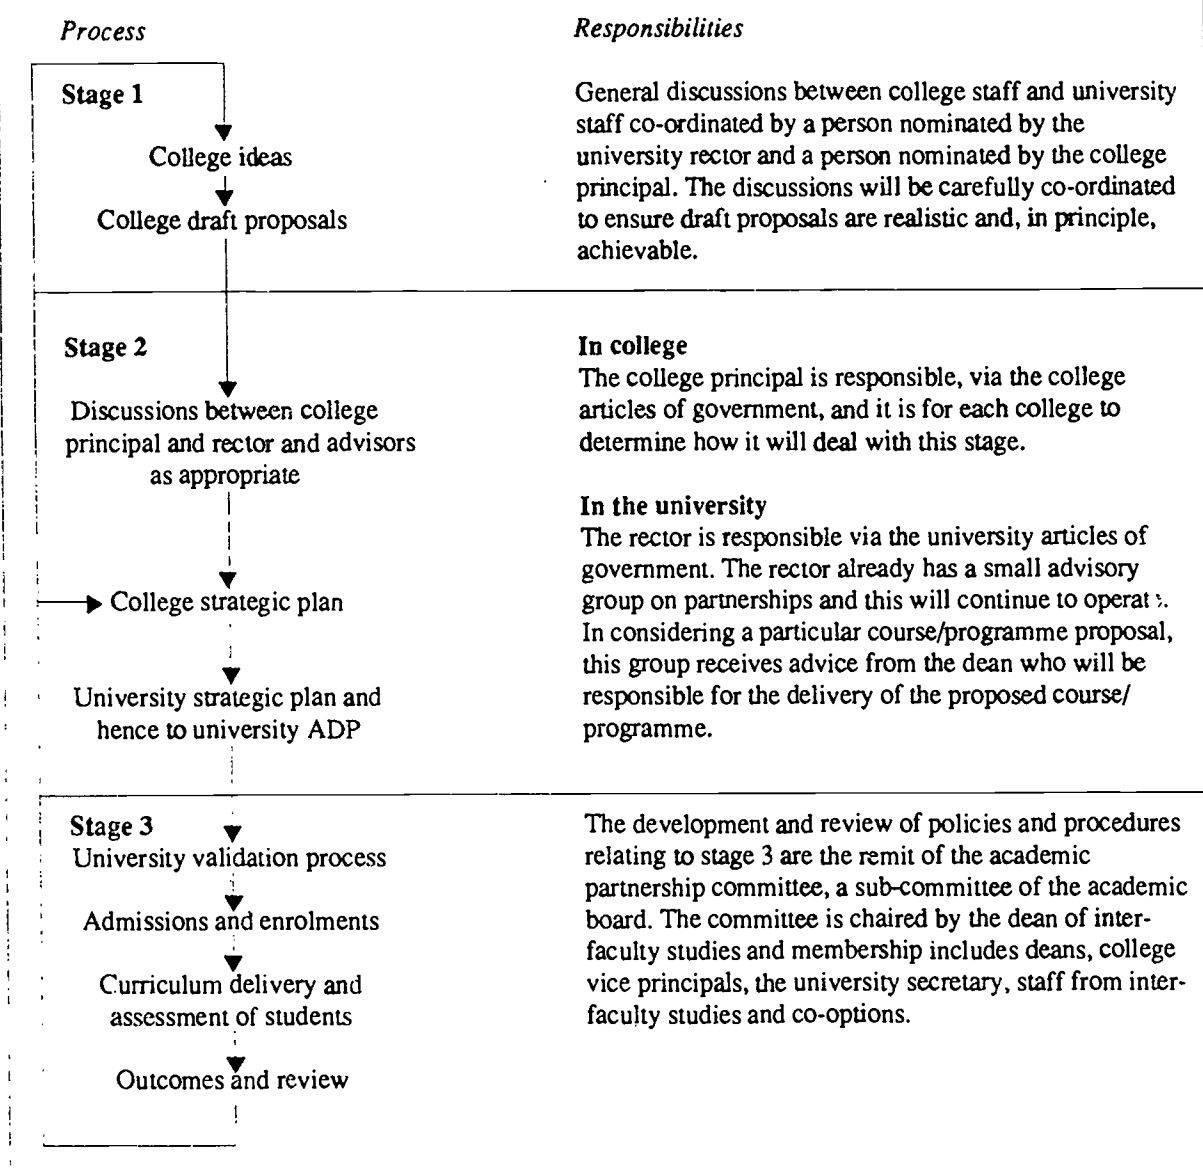 Process
Responsibilities
Stage 1
College ideas
College draft proposals
General discussions between college staff and university
staff co-ordinated by a person nominated by the
university rector and a person nominated by the college
principal. The discussions will be carefully co-ordinated
to ensure draft proposals are realistic and, in principle,
achievable.
Stage 2
Discussions between college
principal and rector and advisors
as appropriate
College strategic plan
University strategic plan and
hence to university ADP
In college
The college principal is responsible, via the college
articles of government, and it is for each college to
determine how it will deal with this stage.
In the university
The rector is responsible via the university articles of
government. The rector already has a small advisory
group on partnerships and this will continue to operat .
In considering a particular course/programme proposal,
this group receives advice from the dean who will be
responsible for the delivery of the proposed course/
programme.
Stage 3
University validation process
Admissions and enrolments
Curriculum delivery and
assessment of students
Outcomes and review
The development and review of policies and procedures
relating to stage 3 are the remit of the academic
partnership committee, a sub-committee of the academic
board. The committee is chaired by the dean of inter-
faculty studies and membership includes deans, college
vice principals, the university secretary, staff from inter-
faculty studies and co-options.